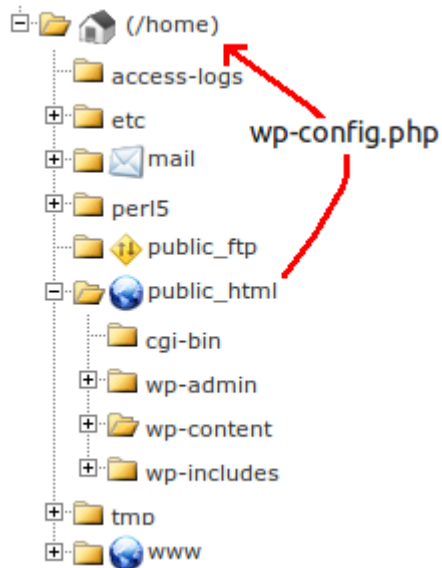 (/home)
access-logs
etc
wp-config.php
mail
perl5
public_ftp
public_html
cgi-bin
wp-admin
wp-content
wp-includes
tmp
www